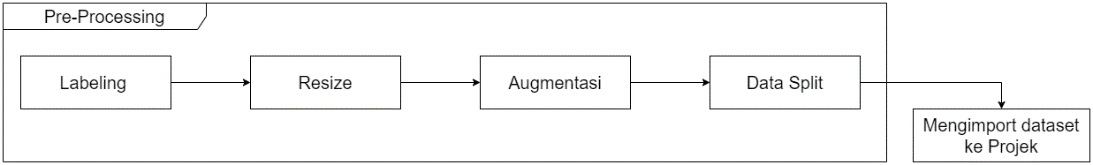 Pre-Processing
Labeling
Resize
Augmentasi
Data Split
Mengimport dataset
ke Projek